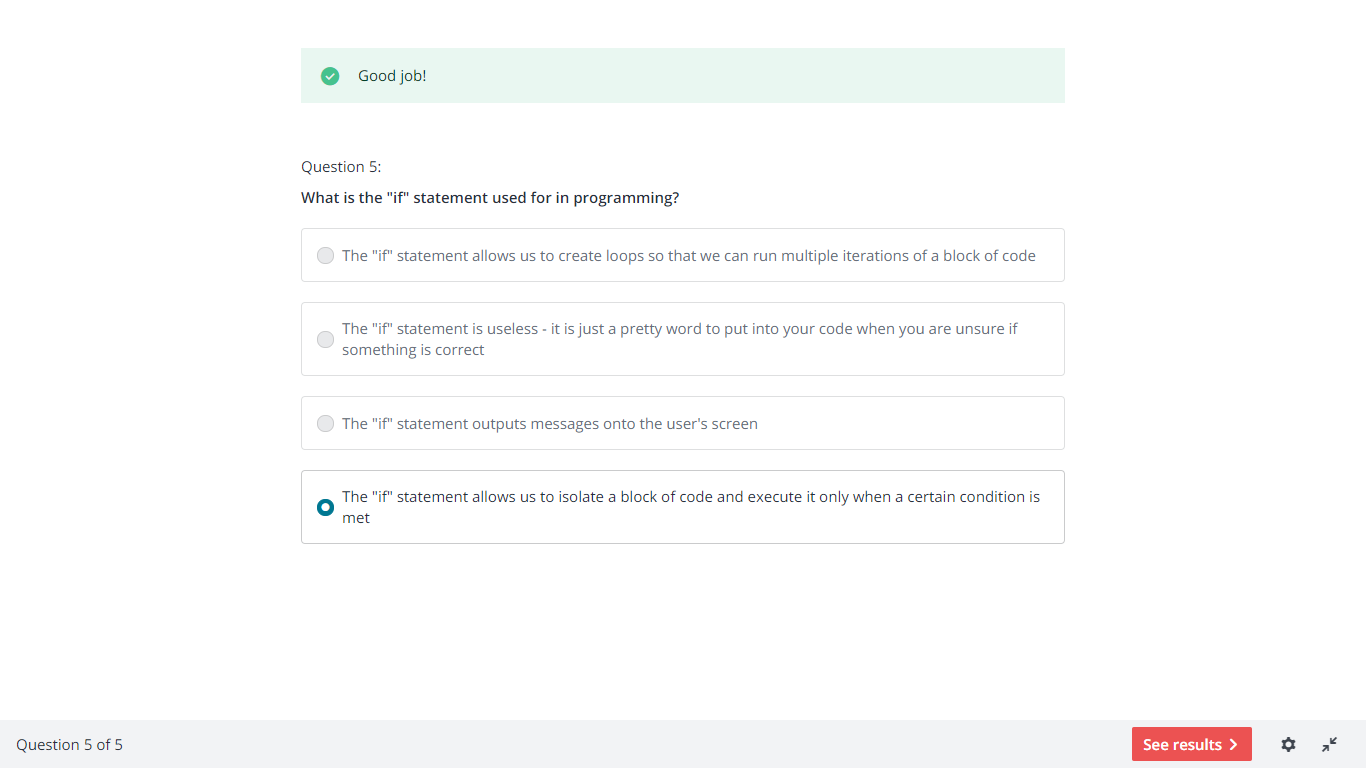 Good job!
Question 5:
What is the "if" statement used for in programming?
The "if" statement allows us to create loops so that we can run multiple iterations of a block of code
The "if" statement is useless - it is just a pretty word to put into your code when you are unsure if
something is correct
The "if" statement outputs messages onto the user's screen
The "if" statement allows us to isolate a block of code and execute it only when a certain condition is
met
Question 5 of 5
See results